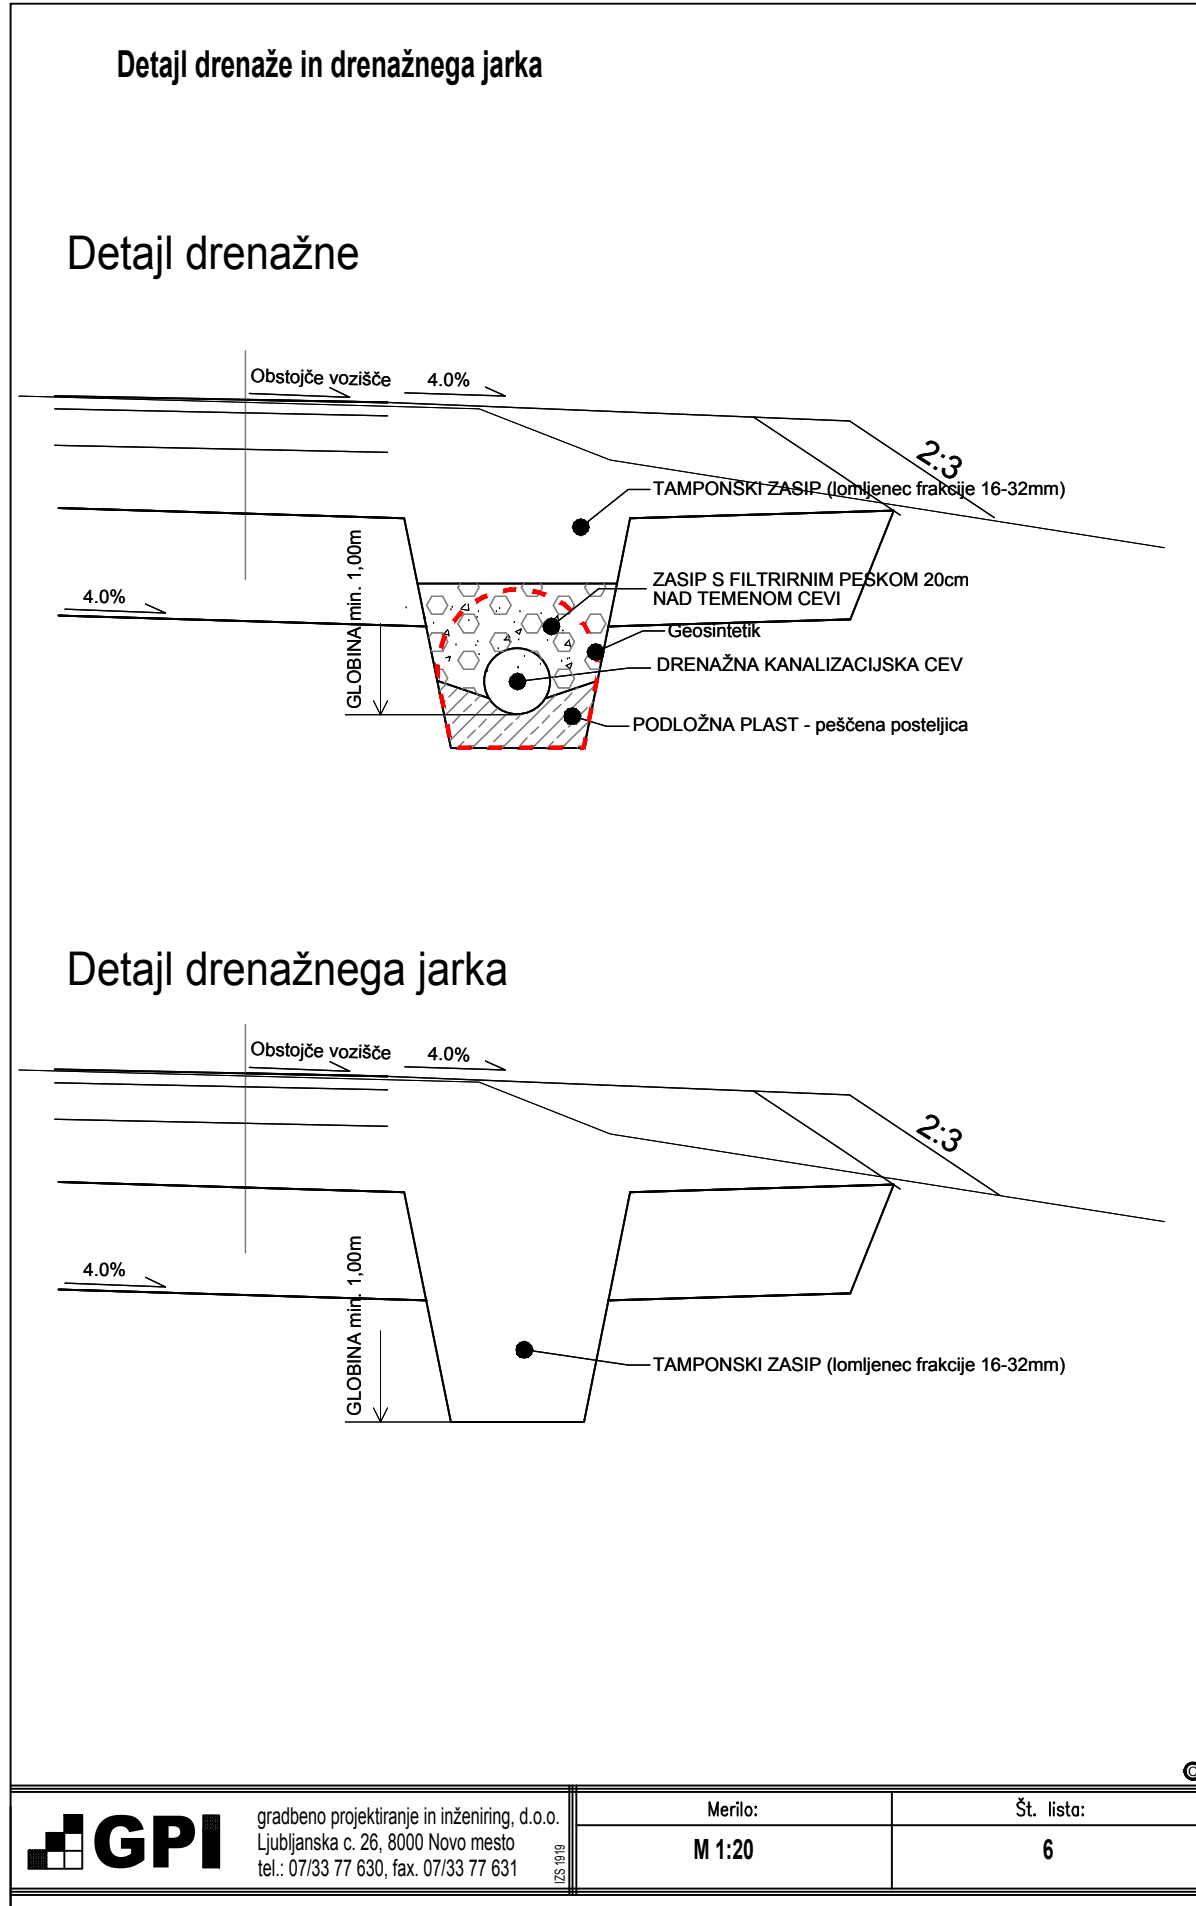 Detajl drenaže in drenažnega jarka
Detajl drenažne
Obstojče vozišče
4.0%
2:3
TAMPONSKI ZASIP (lomljenec frakcije 16-32mm)
GLOBINA min. 1,00m
4.0%
ZASIP S FILTRIRNIM PESKOM 20cm
NAD TEMENOM CEVI
Geosintetik
DRENAŽNA KANALIZACIJSKA CEV
PODLOŽNA PLAST - peščena posteljica
Detajl drenažnega jarka
Obstojče vozišče
4.0%
2:3
4.0%
GLOBINA min. 1,00m
TAMPONSKI ZASIP (lomljenec frakcije 16-32mm)
GPI
gradbeno projektiranje in inženiring, d.o.o.
Ljubljanska c. 26, 8000 Novo mesto
tel.: 07/33 77 630, fax. 07/33 77 631
IZS 1919
Merilo:
M 1:20
Št. lista:
6